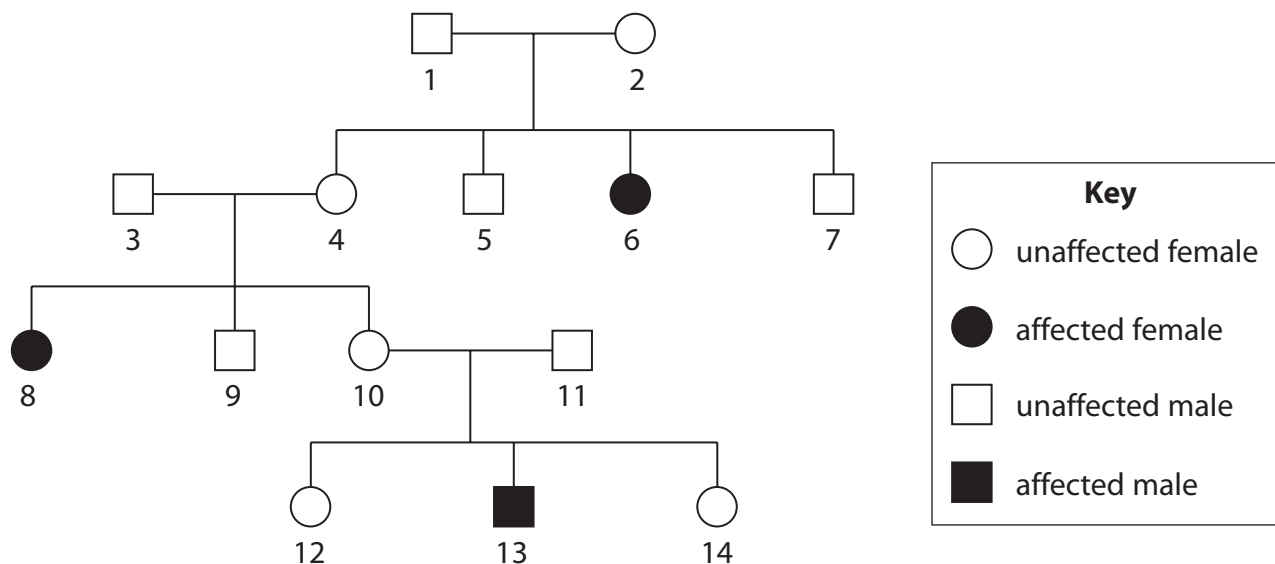 1 2
3 4 5 6 7
8 9 10 11
12 13 14
Key
unaffected female
affected female
unaffected male
affected male